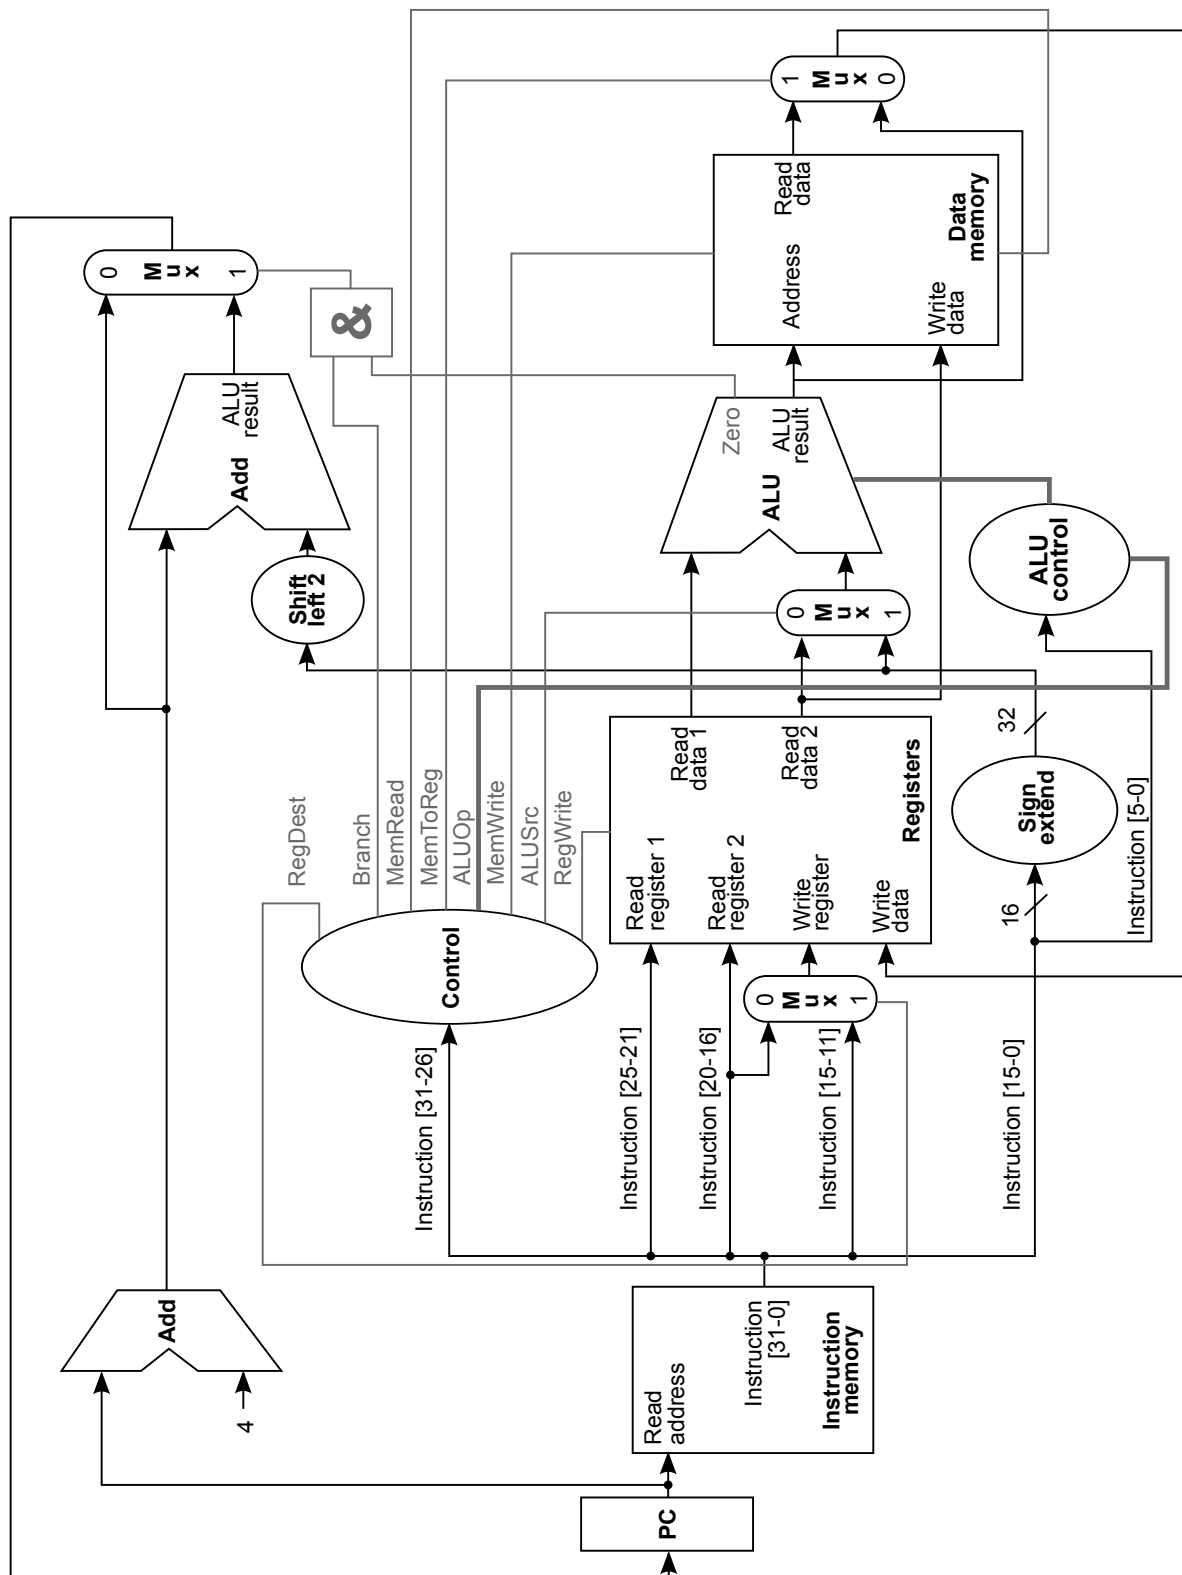 PC
4
Add
Read
address
Instruction
[31-0]
Instruction
memory
Instruction [31-26]
Instruction [25-21]
Instruction [20-16]
Instruction [15-11]
Instruction [15-0]
Instruction [5-0]
Control
RegDest
Branch
MemRead
MemToReg
ALUOp
MemWrite
ALUSrc
RegWrite
0
M
u
x
1
Read
register 1
Read
register 2
Write
register
Write
data
Read
data 1
Read
data 2
Registers
16
Sign
extend
32
Shift
left 2
Add
ALU
result
0
M
u
x
1
&
0
M
u
x
1
ALU
Zero
ALU
result
ALU
control
Address
Write
data
Read
data
Data
memory
1
M
u
x
0